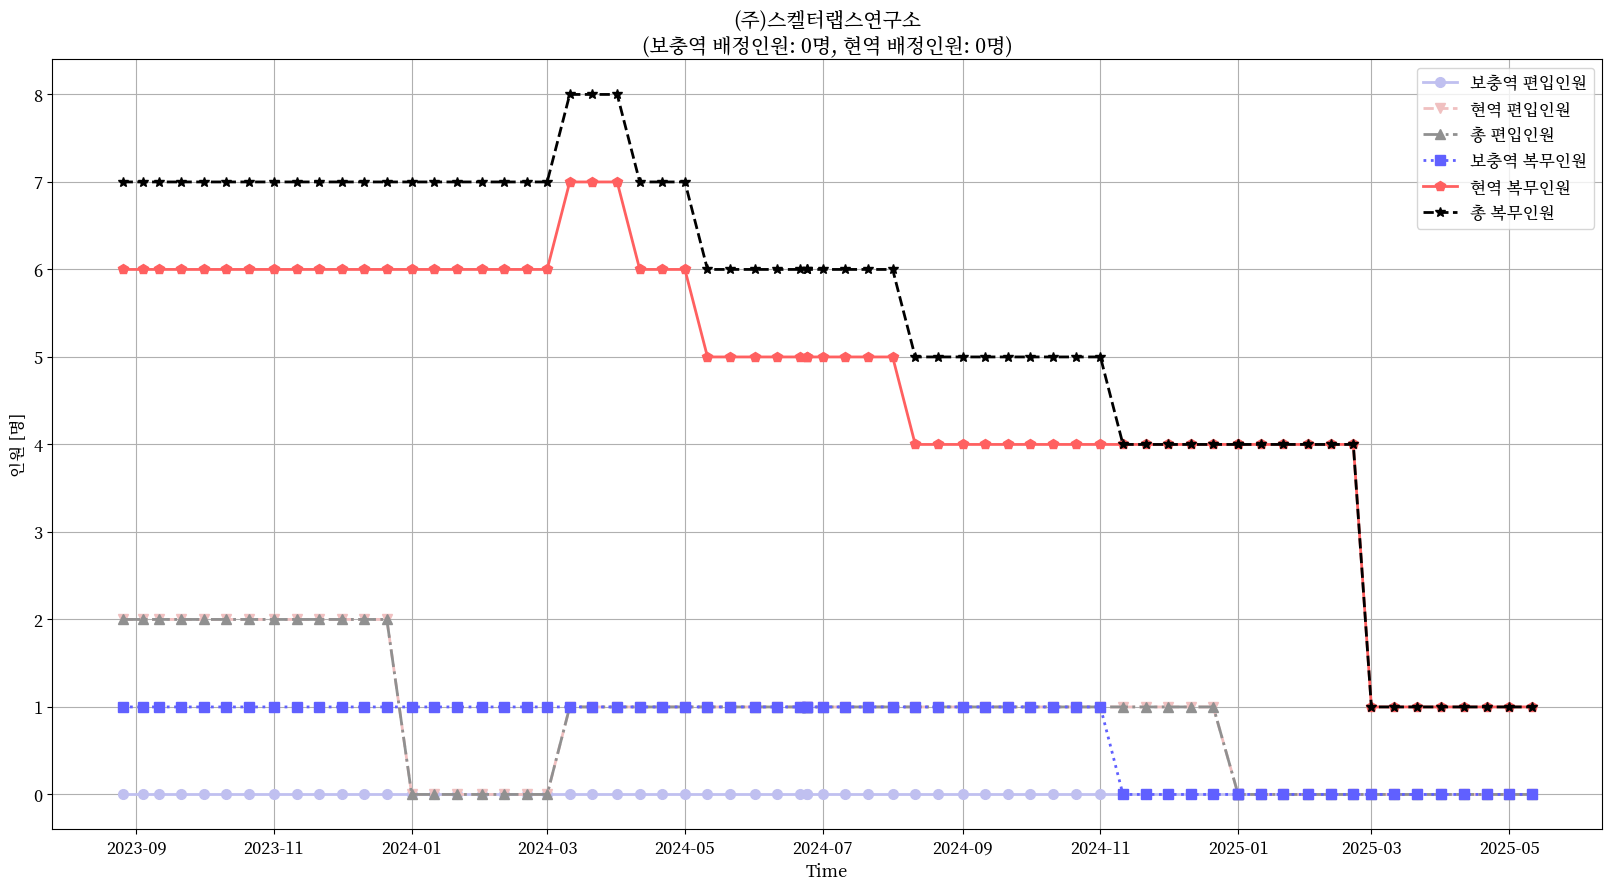 (주)스켈터랩스연구소
(보충역 배정인원: 0명, 현역 배정인원: 0명)
보충역 편입인원
현역 편입인원
총 편입인원
보충역 복무인원
현역 복무인원
총 복무인원
인원 [명]
8
7
6
5
4
3
2
1
0
2023-09 2023-11 2024-01 2024-03 2024-05 2024-07 2024-09 2024-11 2025-01 2025-03 2025-05
Time